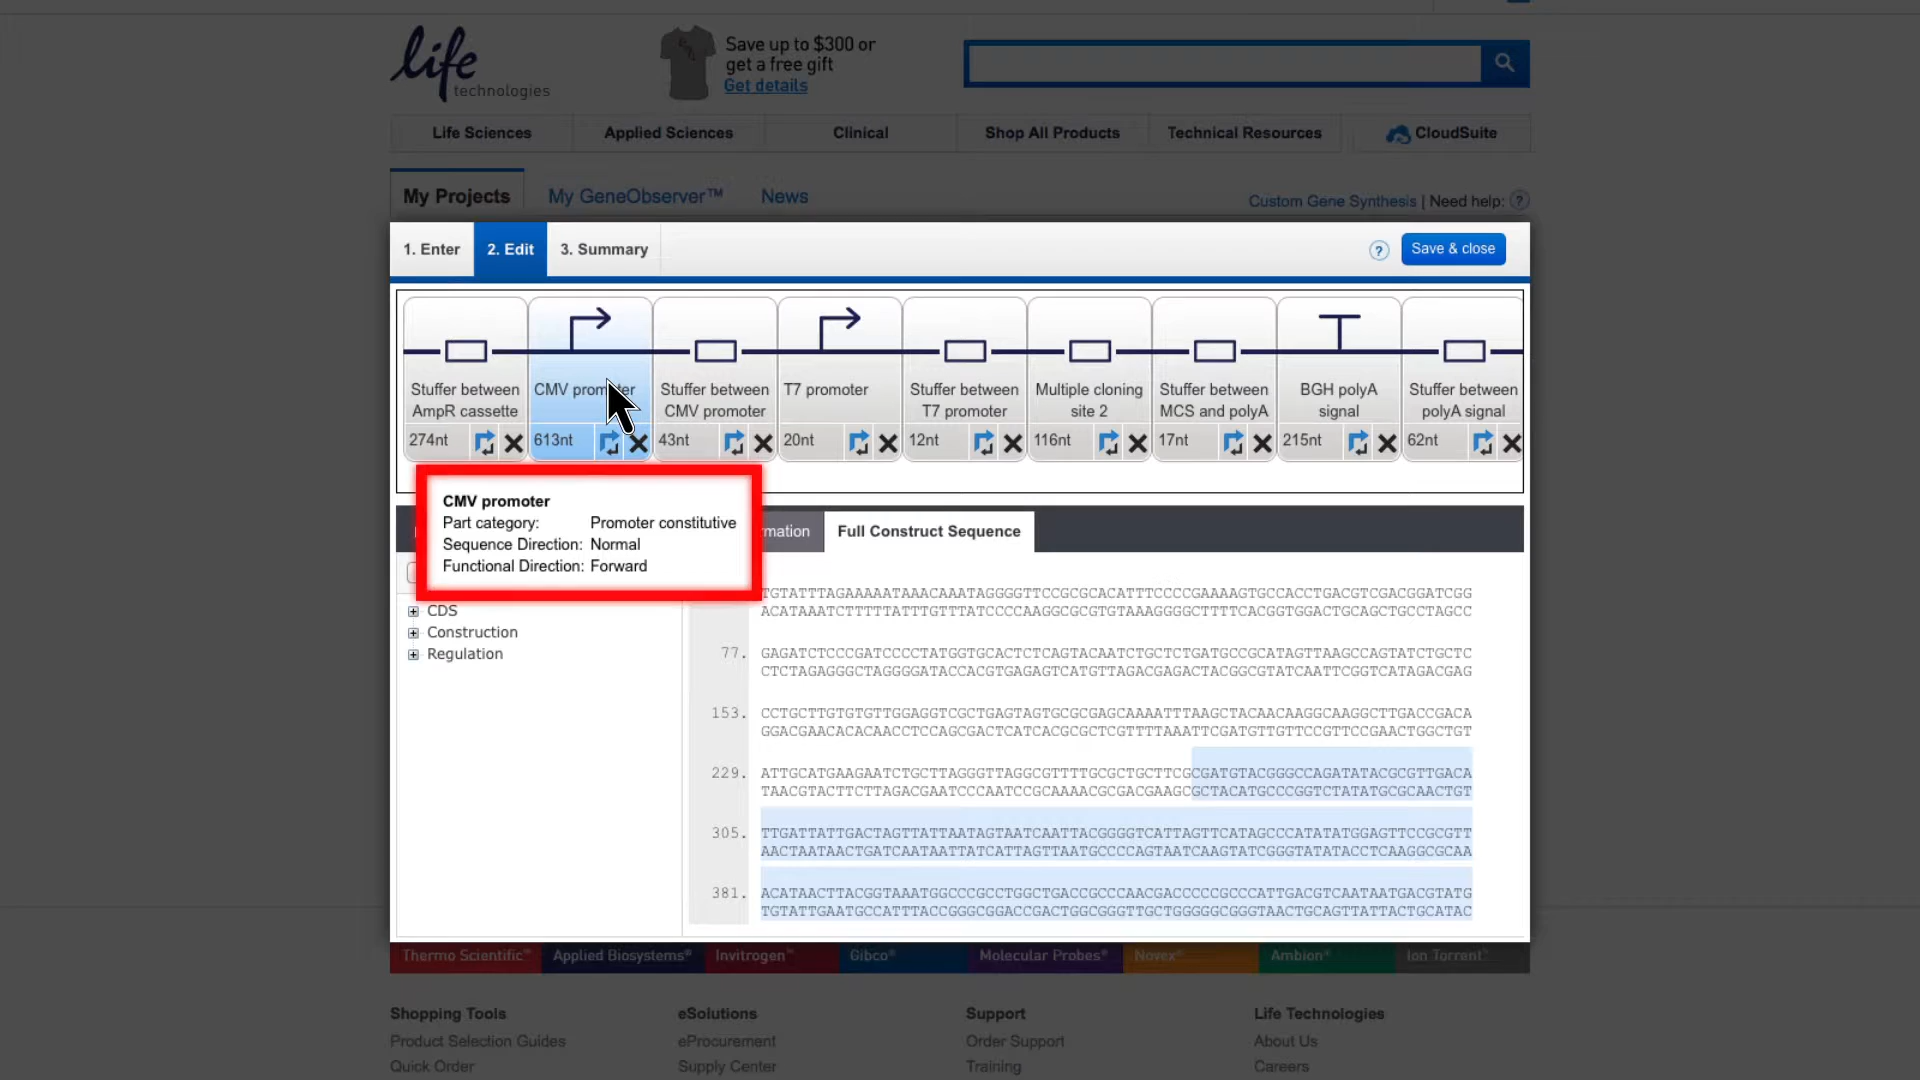 life
technologies
Save up to $300 or
get a free gift
Get details
Life Sciences
Applied Sciences
Clinical
Shop All Products
Technical Resources
CloudSuite
My Projects
My GeneObserver™
News
Custom Gene Synthesis | Need help: ?
1. Enter
2. Edit
3. Summary
?
Save & close
Stuffer between
AmpR cassette
274nt
CMV promoter
613nt
Stuffer between
CMV promoter
43nt
T7 promoter
20nt
Stuffer between
T7 promoter
12nt
Multiple cloning
site 2
116nt
Stuffer between
MCS and polyA
17nt
BGH polyA
signal
215nt
Stuffer between
polyA signal
62nt
CMV promoter
Part category: Promoter constitutive
Sequence Direction: Normal
Functional Direction: Forward
mation
Full Construct Sequence
CDS
Construction
Regulation
TGTATTTAGAAAAATAAACAAATAGGGGTTCCGCGCACATTTCCCCGAAAAGTGCCACCTGACGTCGACGGATCGG
ACATAAATCTTTTTATTTGTTTATCCCCAAGGCGCGTGTAAAGGGGCTTTTCACGGTGGACTGCAGCTGCCTAGCC
77. GAGATCTCCCGATCCCCTATGGTGCACTCTCAGTACAATCTGCTCTGATGCCGCATAGTTAAGCCAGTATCTGCTC
CTCTAGAGGGCTAGGGGATACCACGTGAGAGTCATGTTAGACGAGACTACGGCGTATCAATTCGGTCATAGACGAG
153. CCTGCTTGTGTGTTGGAGGTCGCTGAGTAGTGCGCGAGCAAAATTTAAGCTACAACAAGGCAAGGCTTGACCGACA
GGACGAACACACAACCTCCAGCGACTCATCACGCGCTCGTTTTAAATTCGATGTTGTTCCGTTCCGAACTGGCTGT
229. ATTGCATGAAGAATCTGCTTAGGGTTAGGCGTTTTGCGCTGCTTCGCGATGTACGGGCCAGATATACGCGTTGACA
TAACGTACTTCTTAGACGAATCCCAATCCGCAAAACGCGACGAAGCGCTACATGCCCGGTCTATATGCGCAACTGT
305. TTGATTATTGACTAGTTATTAATAGTAATCAATTACGGGGTCATTAGTTCATAGCCCATATATGGAGTTCCGCGTT
AACTAATAACTGATCAATAATTATCATTAGTTAATGCCCCAGTAATCAAGTATCGGGTATATACCTCAAGGCGCAA
381. ACATAACTTACGGTAAATGGCCCGCCTGGCTGACCGCCCAACGACCCCCGCCCATTGACGTCAATAATGACGTATG
TGTATTGAATGCCATTTACCGGGCGGACCGACTGGCGGGTTGCTGGGGGCGGGTAACTGCAGTTATTACTGCATAC
Thermo Scientific™
Applied Biosystems®
Invitrogen™
Gibco®
Molecular Probes®
Novex®
Ambion®
Ion Torrent™
Shopping Tools
Product Selection Guides
Quick Order
eSolutions
eProcurement
Supply Center
Support
Order Support
Training
Life Technologies
About Us
Careers